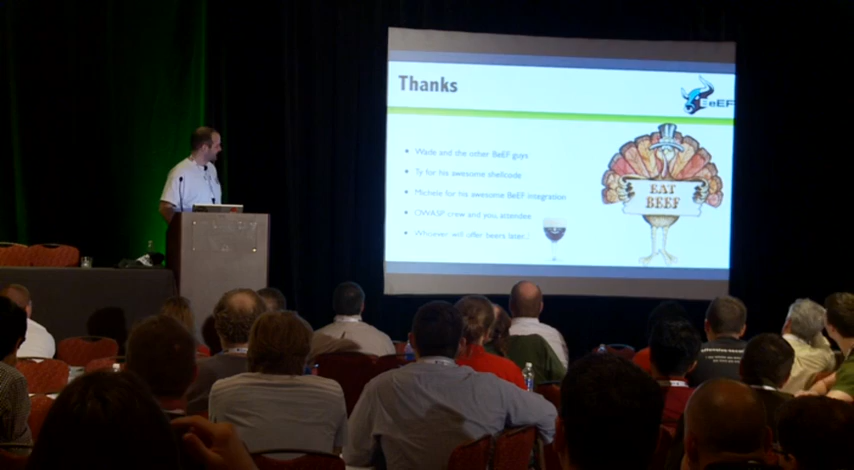 Thanks
BeEF
Wade and the other BeEF guys
Ty for his awesome shellcode
Michele for his awesome BeEF integration
OWASP crew and you, attendee
Whoever will offer beers later..!
EAT
BEEF